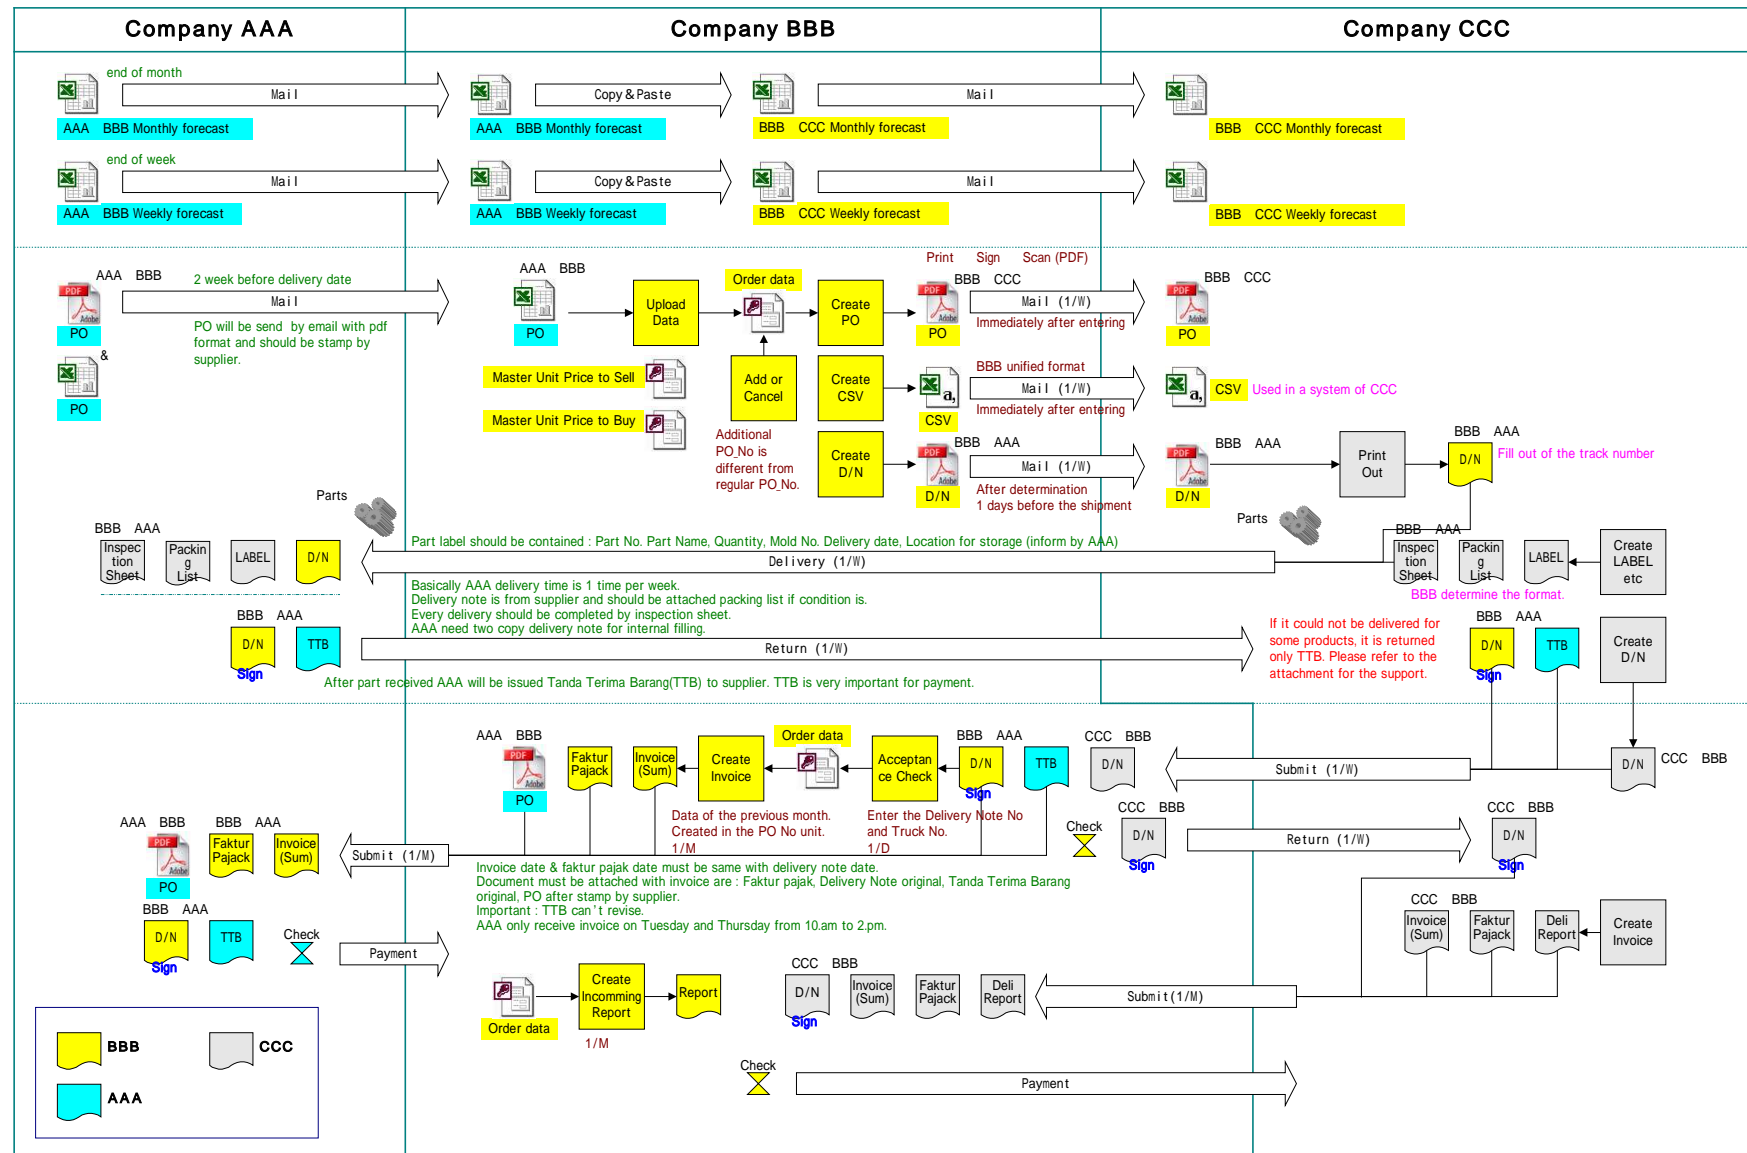 Company AAA
Company BBB
Company CCC
end of month
Mail
Copy & Paste
Mail
AAA BBB Monthly forecast
AAA BBB Monthly forecast
BBB CCC Monthly forecast
BBB CCC Monthly forecast
end of week
Mail
Copy & Paste
Mail
AAA BBB Weekly forecast
AAA BBB Weekly forecast
BBB CCC Weekly forecast
BBB CCC Weekly forecast
AAA BBB
2 week before delivery date
Mail
PDF
Adobe
PO
PO will be send by email with pdf
format and should be stamp by
supplier.
&
PO
AAA BBB
PO
Upload
Data
Order data
Create
PO
Print Sign Scan (PDF)
BBB CCC
PDF
Adobe
PO
Mail (1/W)
Immediately after entering
BBB CCC
PDF
Adobe
PO
Master Unit Price to Sell
Master Unit Price to Buy
Add or
Cancel
Additional
PO_No is
different from
regular PO_No.
Create
CSV
a,
CSV
BBB unified format
Mail (1/W)
Immediately after entering
a,
CSV
Used in a system of CCC
Create
D/N
BBB AAA
PDF
Adobe
D/N
Mail (1/W)
After determination
1 days before the shipment
BBB AAA
PDF
Adobe
D/N
Print
Out
BBB AAA
D/N
Fill out of the track number
Parts
Parts
BBB AAA
Inspec
tion
Sheet
Packin
g
List
LABEL
D/N
Part label should be contained : Part No. Part Name, Quantity, Mold No. Delivery date, Location for storage (inform by AAA)
Delivery (1/W)
Basically AAA delivery time is 1 time per week.
Delivery note is from supplier and should be attached packing list if condition is.
Every delivery should be completed by inspection sheet.
AAA need two copy delivery note for internal filling.
BBB AAA
Inspec
tion
Sheet
Packin
g
List
LABEL
Create
LABEL
etc
BBB determine the format.
BBB AAA
D/N
Sign
TTB
Return (1/W)
After part received AAA will be issued Tanda Terima Barang(TTB) to supplier. TTB is very important for payment.
If it could not be delivered for
some products, it is returned
only TTB. Please refer to the
attachment for the support.
BBB AAA
D/N
Sign
TTB
Create
D/N
AAA BBB
PDF
Adobe
PO
Faktur
Pajack
Invoice
(Sum)
Create
Invoice
Order data
Acceptan
ce Check
BBB AAA
D/N
Sign
TTB
CCC BBB
D/N
Submit (1/W)
D/N
CCC BBB
Data of the previous month.
Created in the PO No unit.
1/M
Enter the Delivery Note No
and Truck No.
1/D
Check
CCC BBB
D/N
Sign
Return (1/W)
CCC BBB
D/N
Sign
AAA BBB
PDF
Adobe
PO
BBB AAA
Faktur
Pajack
Invoice
(Sum)
Submit (1/M)
Invoice date & faktur pajak date must be same with delivery note date.
Document must be attached with invoice are : Faktur pajak, Delivery Note original, Tanda Terima Barang
original, PO after stamp by supplier.
Important : TTB can't revise.
AAA only receive invoice on Tuesday and Thursday from 10.am to 2.pm.
BBB AAA
D/N
Sign
TTB
Check
Payment
CCC BBB
Invoice
(Sum)
Faktur
Pajack
Deli
Report
Create
Invoice
Order data
Create
Incomming
Report
1/M
Report
CCC BBB
D/N
Sign
Invoice
(Sum)
Faktur
Pajack
Deli
Report
Submit(1/M)
Check
Payment
BBB
CCC
AAA